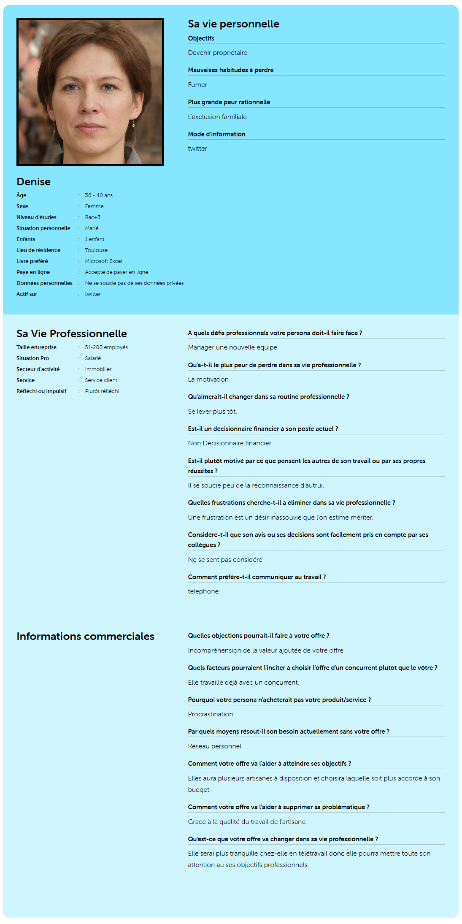 Sa vie personnelle
Objectifs
Devenir propriétaire
Mauvaises habitudes à perdre
Fumer
Plus grande peur rationnelle
L'exclusion familiale
Mode d'information
twitter
Denise
Âge : 36 - 40 ans
Sexe : Femme
Niveau d'études : Bac+3
Situation personnelle : Marié
Enfants : 1 enfant
Lieu de résidence : Toulouse
Livre préféré : Microsoft Excel
Paye en ligne : Accepte de payer en ligne
Données personnelles : Ne se soucie pas de ses données privées
Actif sur : twitter
Sa Vie Professionnelle
Taille entreprise : 51-200 employés
Situation Pro : Salarié
Secteur d'activité : Immobilier
Service : Service client
Réfléchi ou impulsif : Plutôt réfléchi
A quels défis professionnels votre persona doit-il faire face ?
Manager une nouvelle équipe
Qu'a-t-il le plus peur de perdre dans sa vie professionnelle ?
La motivation
Qu'aimerait-il changer dans sa routine professionnelle ?
Se lever plus tôt.
Est-il un décisionnaire financier à son poste actuel ?
Non Décisionnaire financier
Est-il plutôt motivé par ce que pensent les autres de son travail ou par ses propres
réussites ?
Il se soucie peu de la reconnaissance d'autrui.
Quelles frustrations cherche-t-il a éliminer dans sa vie professionnelle ?
Une frustration est un désir inassouvie que l'on estime mériter.
Considère-t-il que son avis ou ses décisions sont facilement pris en compte par ses
collègues ?
Ne se sent pas considéré
Comment préfère-t-il communiquer au travail ?
telephone
Informations commerciales
Quelles objections pourrait-il faire à votre offre ?
Incompréhension de la valeur ajoutée de votre offre
Quels facteurs pourraient l'inciter à choisir l'offre d'un concurrent plutôt que le vôtre ?
Elle travaille déjà avec un concurrent.
Pourquoi votre persona n'achèterait pas votre produit/service ?
Procrastination
Par quels moyens résout-il son besoin actuellement sans votre offre ?
Réseau personnel
Comment votre offre va l'aider à atteindre ses objectifs ?
Elles aura plusieurs artisanes à disposition et choisira laquelle soit plus accorde à son
budget.
Comment votre offre va l'aider à supprimer sa problématique ?
Grace à la qualité du travail de l'artisane.
Qu'est-ce que votre offre va changer dans sa vie professionnelle ?
Elle serai plus tranquille chez-elle en télétravail donc elle pourra mettre toute son
attention au ses objectifs professionnels.